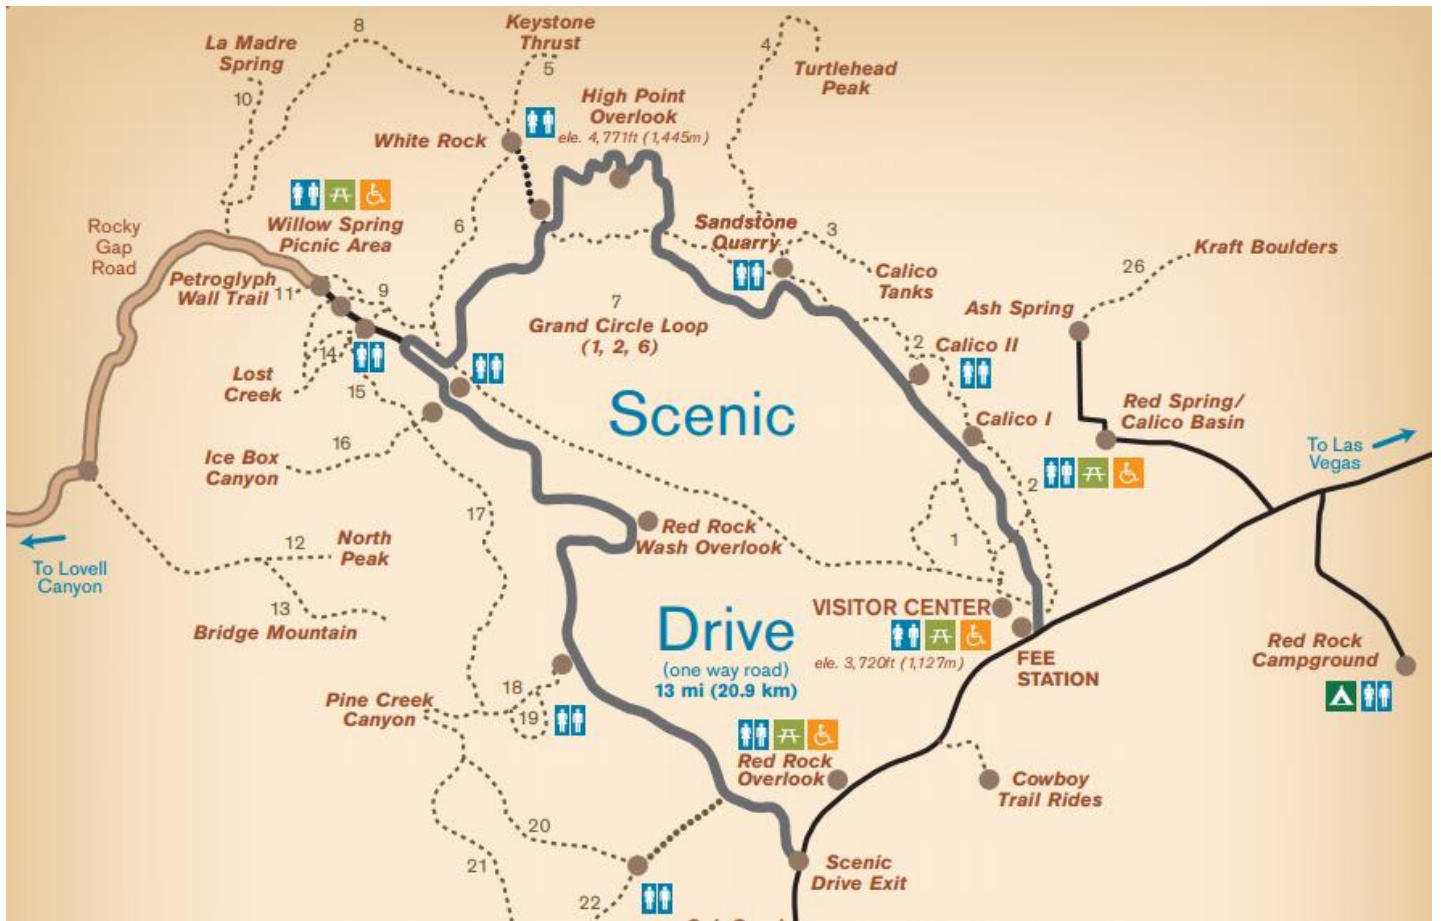 8
Keystone
Thrust
La Madre
Spring
4
5
Turtlehead
Peak
10
High Point
Overlook
ele. 4,771ft (1,445m)
White Rock
Rocky
Gap
Road
Willow Spring
Picnic Area
6
Sandstone
Quarry
3
Kraft Boulders
26
Petroglyph
Wall Trail
11
9
Calico
Tanks
7
Grand Circle Loop
(1, 2, 6)
Ash Spring
14
2
Calico II
Lost
Creek
15
Scenic
Calico I
Red Spring/
Calico Basin
16
Ice Box
Canyon
To Las
Vegas
2
17
Red Rock
Wash Overlook
1
12
North
Peak
To Lovell
Canyon
13
Bridge Mountain
VISITOR CENTER
ele. 3,720ft (1,127m)
Drive
(one way road)
13 mi (20.9 km)
FEE
STATION
Red Rock
Campground
18
19
Pine Creek
Canyon
Red Rock
Overlook
Cowboy
Trail Rides
20
21
Scenic
Drive Exit
22